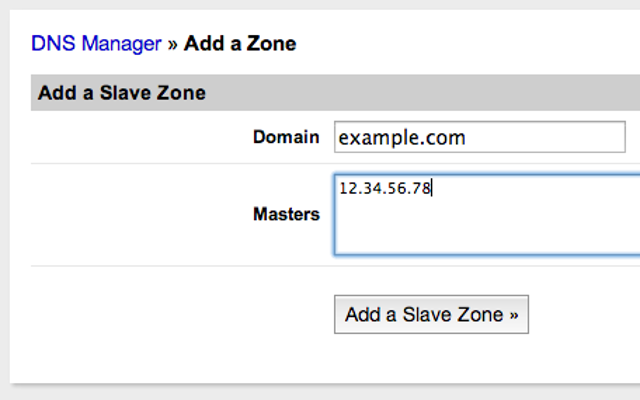 DNS Manager » Add a Zone
Add a Slave Zone
Domain example.com
Masters 12.34.56.78
Add a Slave Zone »